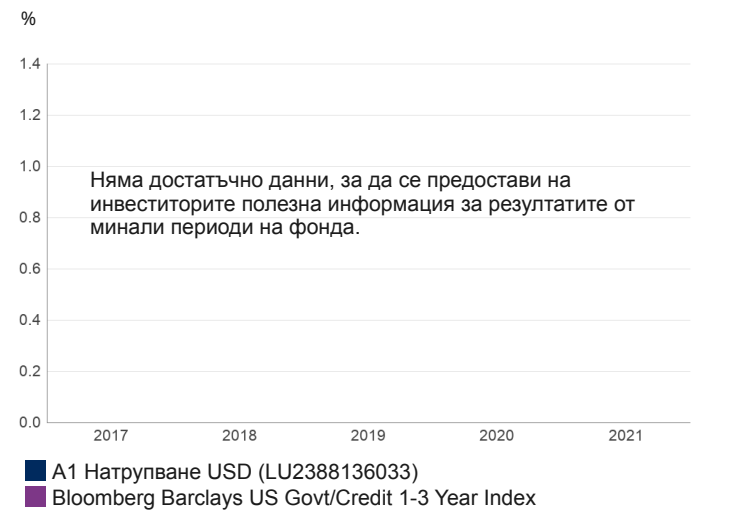 %
1.4
1.2
1.0
Няма достатъчно данни, за да се предостави на
инвеститорите полезна информация за резултатите от
0.8
минали периоди на фонда.
0.6
0.4
0.2
0.0
2017 2018 2019 2020 2021
A1 Натрупване USD (LU2388136033)
Bloomberg Barclays US Govt/Credit 1-3 Year Index